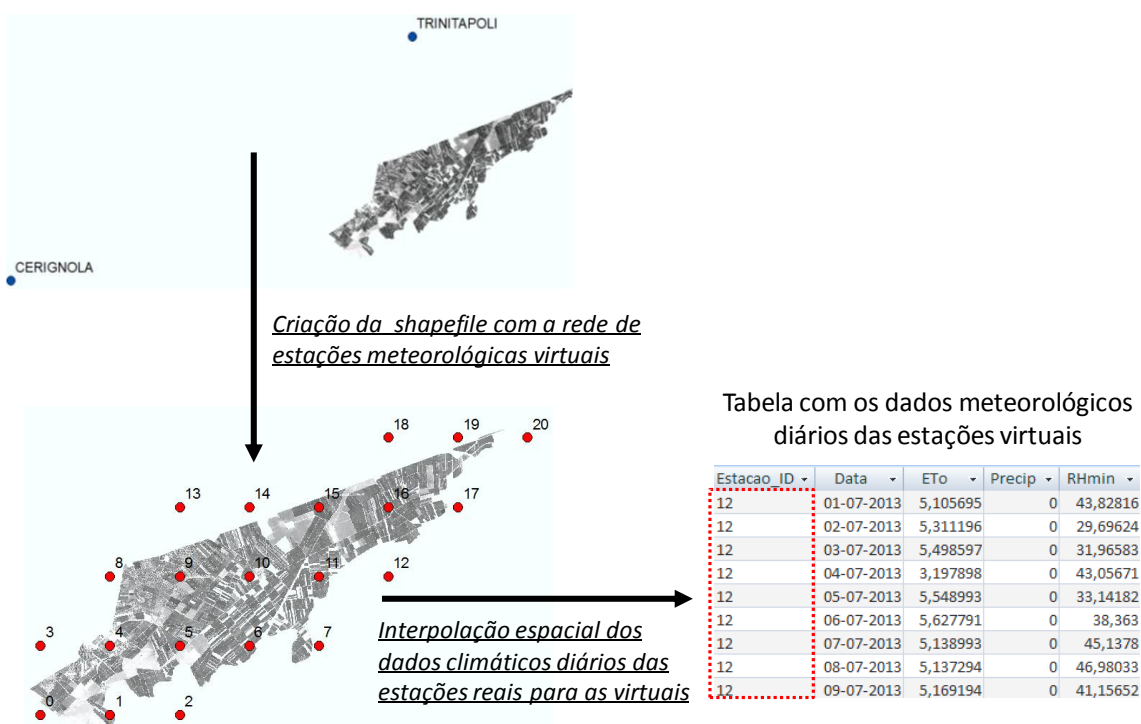 TRINITAPOLI
CERIGNOLA
Criação da shapefile com a rede de
estações meteorológicas virtuais
18 19 20
13 14 15 16 17
8 9 10 11 12
3 4 5 6 7
0 1 2
Interpolação espacial dos
dados climáticos diários das
estações reais para as virtuais
Tabela com os dados meteorológicos
diários das estações virtuais
Estacao_ID Data ETo Precip RHmin
12 01-07-2013 5,105695 0 43,82816
12 02-07-2013 5,311196 0 29,69624
12 03-07-2013 5,498597 0 31,96583
12 04-07-2013 3,197898 0 43,05671
12 05-07-2013 5,548993 0 33,14182
12 06-07-2013 5,627791 0 38,363
12 07-07-2013 5,138993 0 45,1378
12 08-07-2013 5,137294 0 46,98033
12 09-07-2013 5,169194 0 41,15652